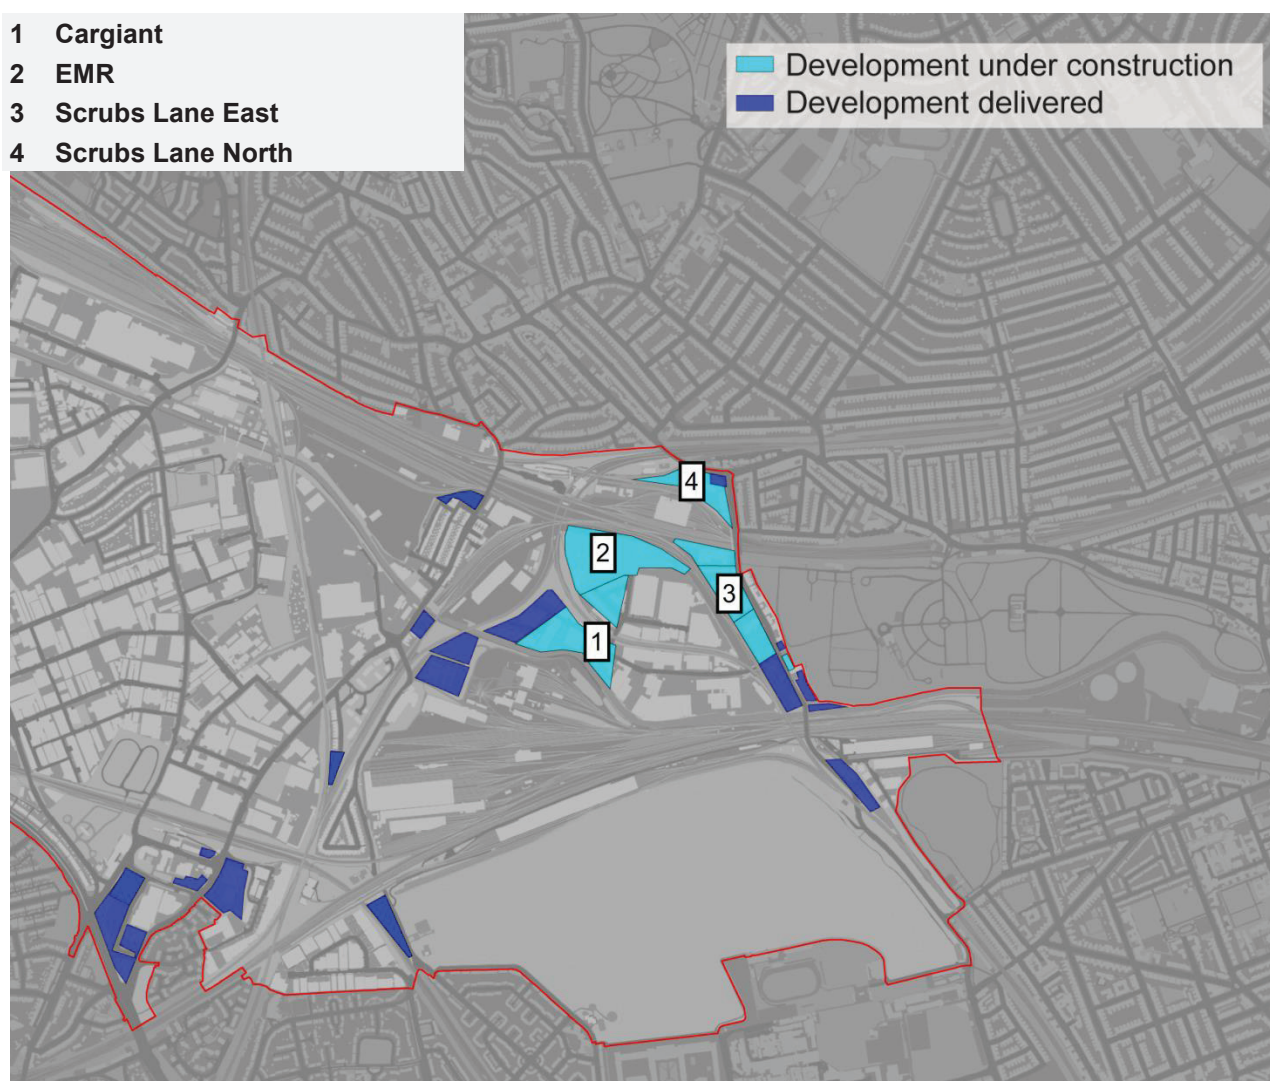 1 Cargiant
2 EMR
3 Scrubs Lane East
4 Scrubs Lane North
Development under construction
Development delivered
4
2
3
1